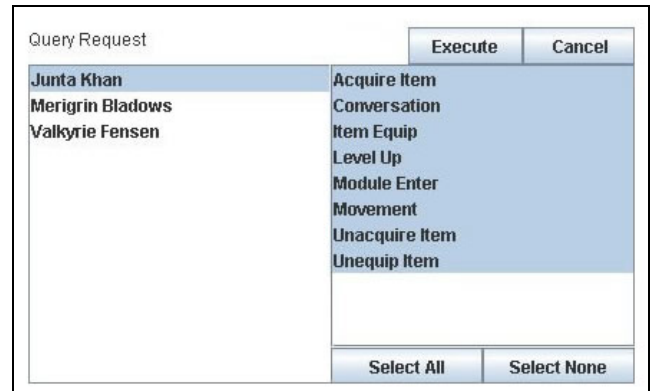 Query Request
Execute
Cancel
Junta Khan
Merigrin Bladows
Valkyrie Fensen
Acquire Item
Conversation
Item Equip
Level Up
Module Enter
Movement
Unacquire Item
Unequip Item
Select All
Select None